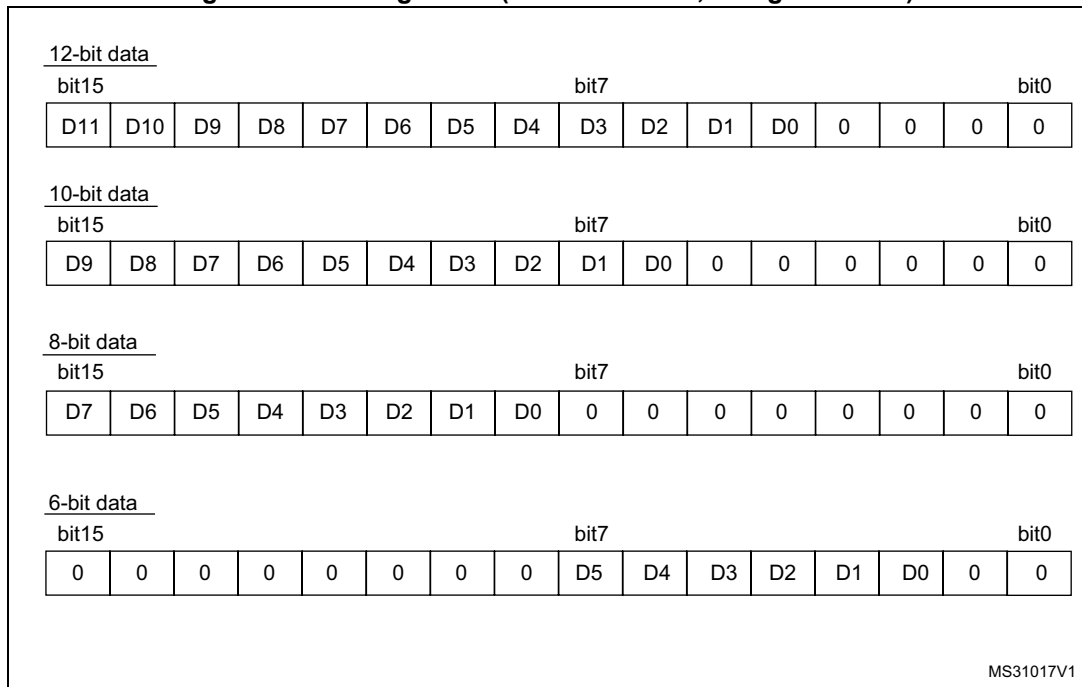 12-bit data
bit15 bit7 bit0
D11 D10 D9 D8 D7 D6 D5 D4 D3 D2 D1 D0 0 0 0 0
10-bit data
bit15 bit7 bit0
D9 D8 D7 D6 D5 D4 D3 D2 D1 D0 0 0 0 0 0 0
8-bit data
bit15 bit7 bit0
D7 D6 D5 D4 D3 D2 D1 D0 0 0 0 0 0 0 0 0
6-bit data
bit15 bit7 bit0
0 0 0 0 0 0 0 0 D5 D4 D3 D2 D1 D0 0 0
MS31017V1